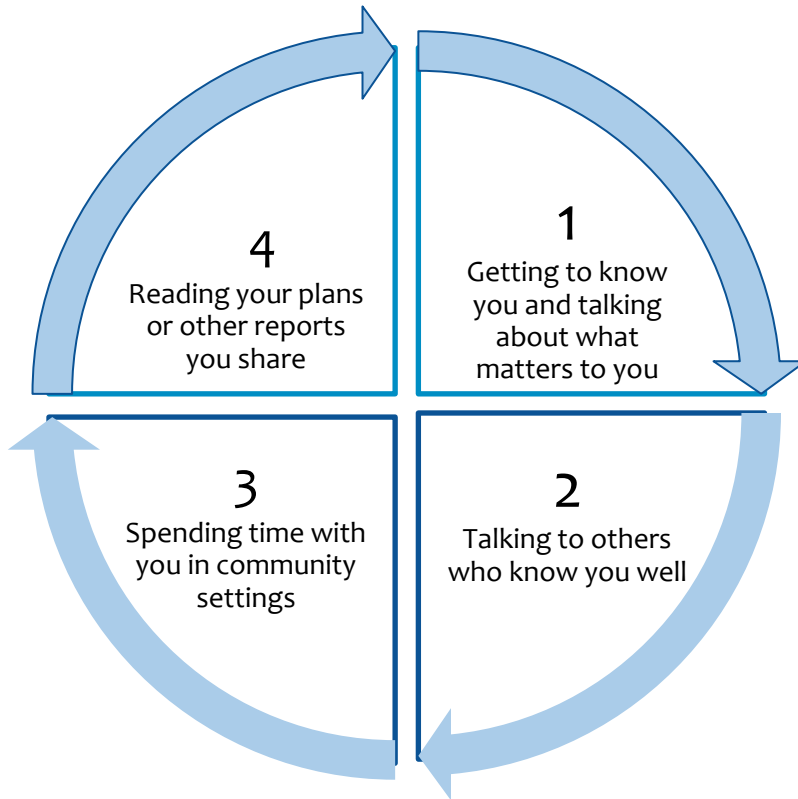 1
Getting to know
you and talking
about what
matters to you
2
Talking to others
who know you well
3
Spending time with
you in community
settings
4
Reading your plans
or other reports
you share